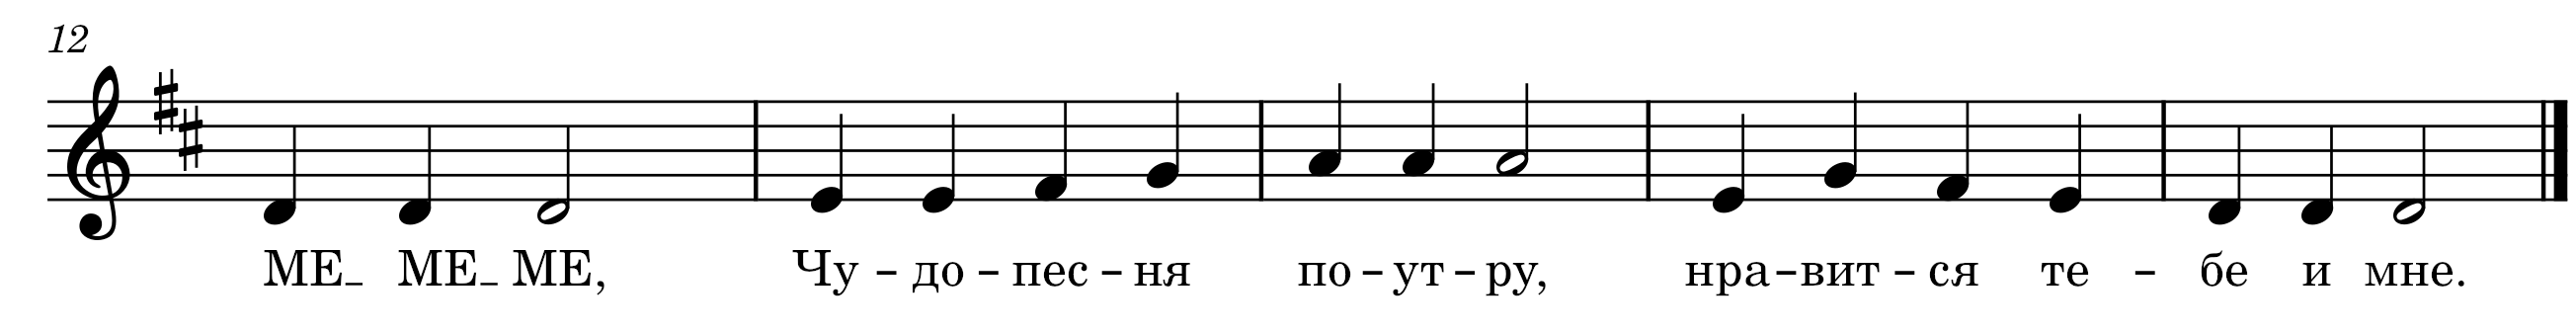 12
МЕ_ МЕ_ МЕ, Чу - до - пес - ня по - ут - ру, нра - вит - ся те - бе и мне.